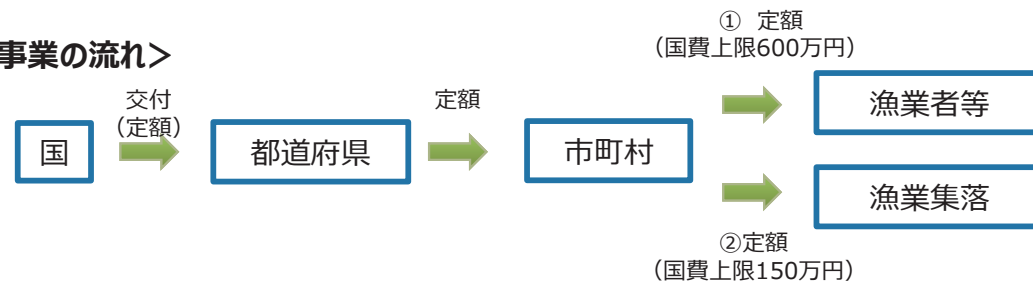 事業の流れ＞
交付
（定額）
国
都道府県
定額
市町村
① 定額
（国費上限600万円）
漁業者等
漁業集落
②定額
（国費上限150万円）